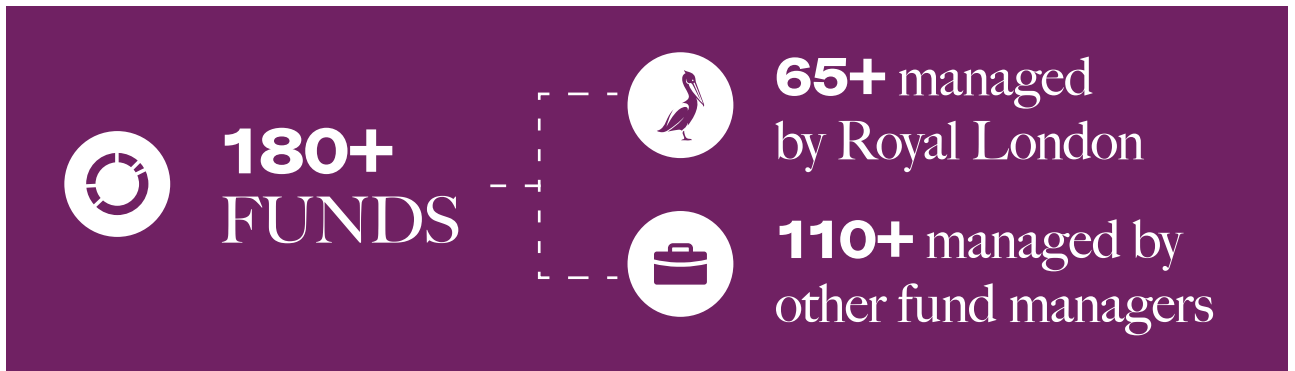 180+
FUNDS
65+ managed
by Royal London
110+ managed by
other fund managers